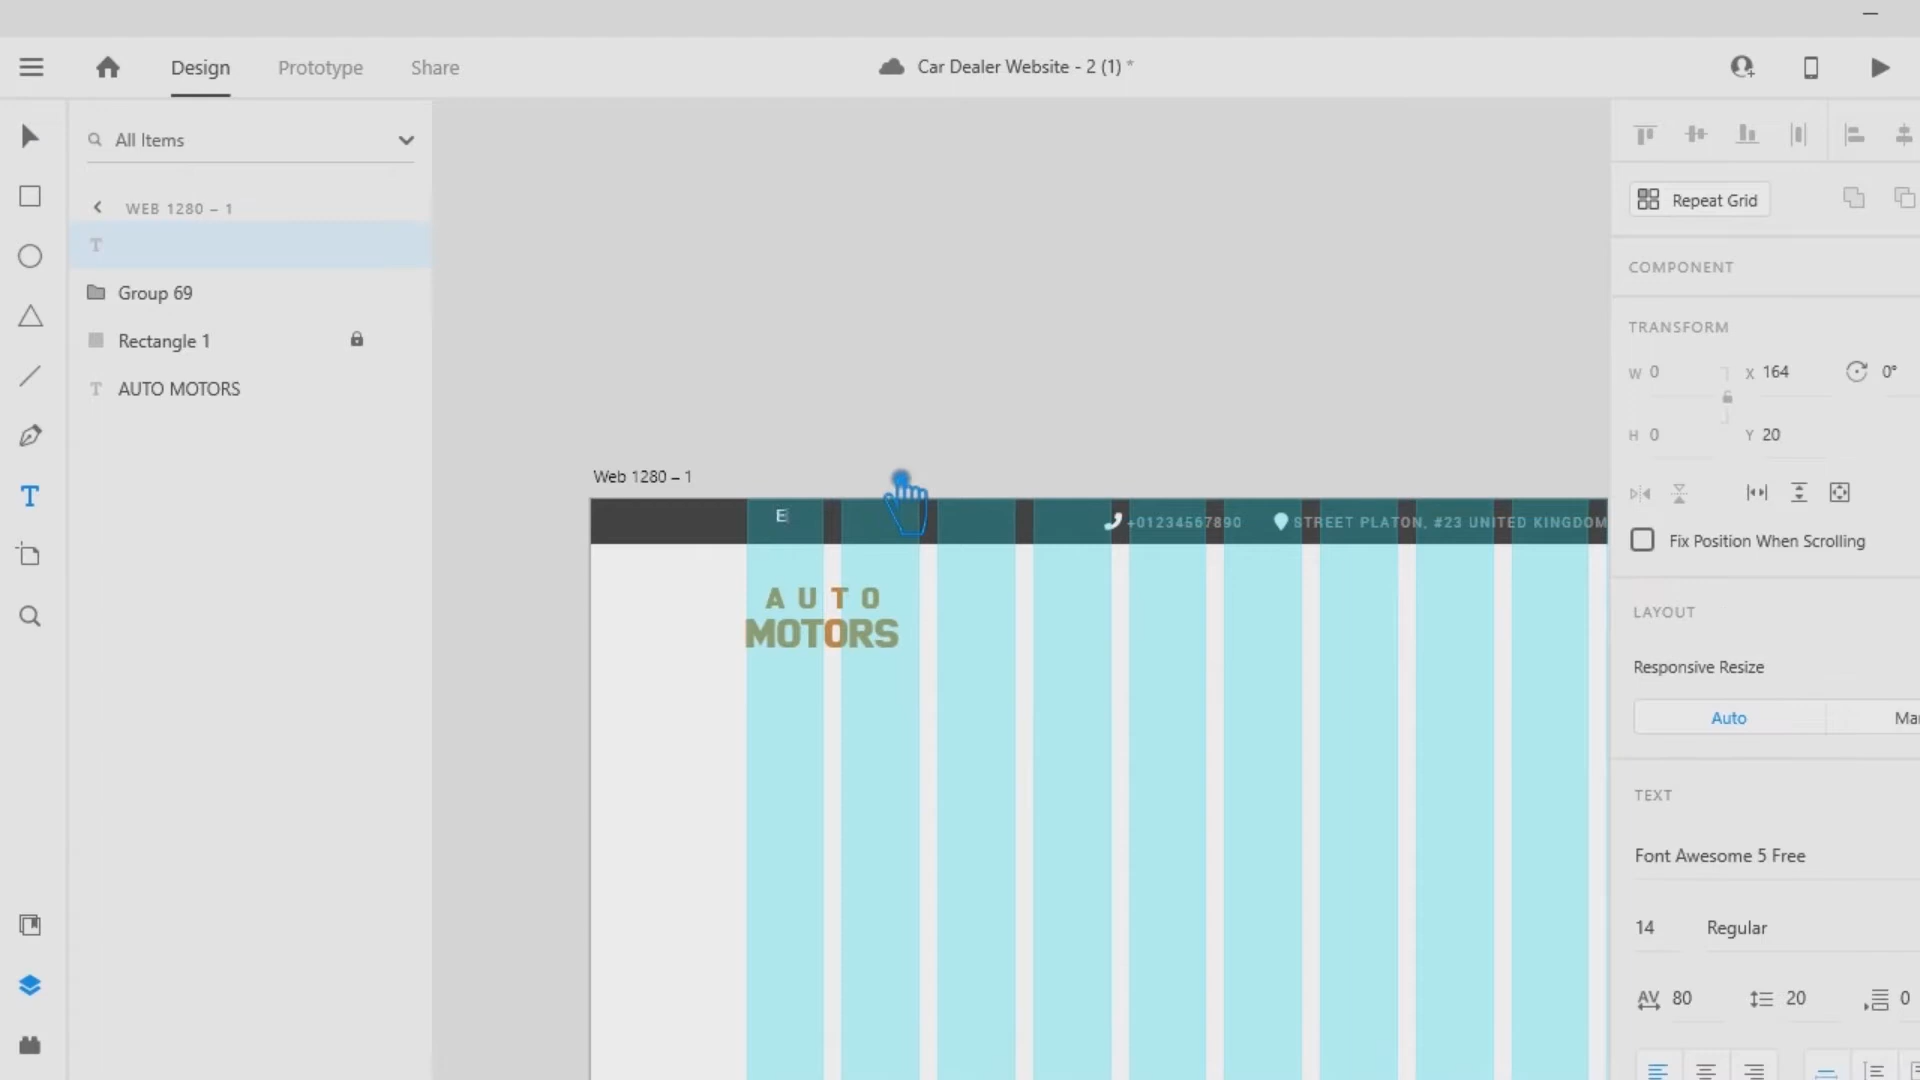 Design
Prototype
Share
Car Dealer Website - 2 (1) *
All Items
WEB 1280 – 1
T
Group 69
Rectangle 1
T AUTO MOTORS
T
Web 1280 – 1
E
+01234567890
STREET PLATON, #23 UNITED KINGDOM
AUTO
MOTORS
Repeat Grid
COMPONENT
TRANSFORM
W 0
X 164
0°
H 0
Y 20
Fix Position When Scrolling
LAYOUT
Responsive Resize
Auto
TEXT
Font Awesome 5 Free
14
Regular
AV 80
20
0